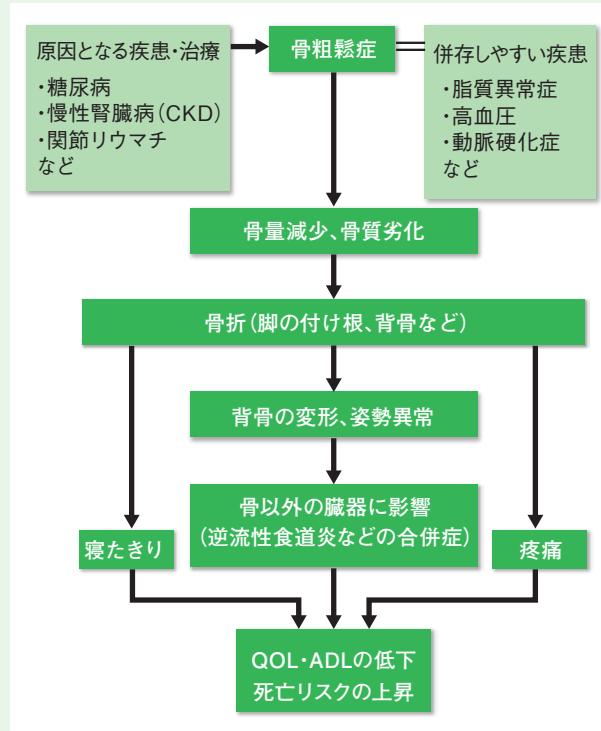 原因となる疾患・治療
・糖尿病
・慢性腎臓病（CKD）
・関節リウマチ
など
骨粗鬆症
併存しやすい疾患
・脂質異常症
・高血圧
・動脈硬化症
など
骨量減少、骨質劣化
骨折（脚の付け根、背骨など）
背骨の変形、姿勢異常
骨以外の臓器に影響
（逆流性食道炎などの合併症）
寝たきり
疼痛
QOL・ADLの低下
死亡リスクの上昇